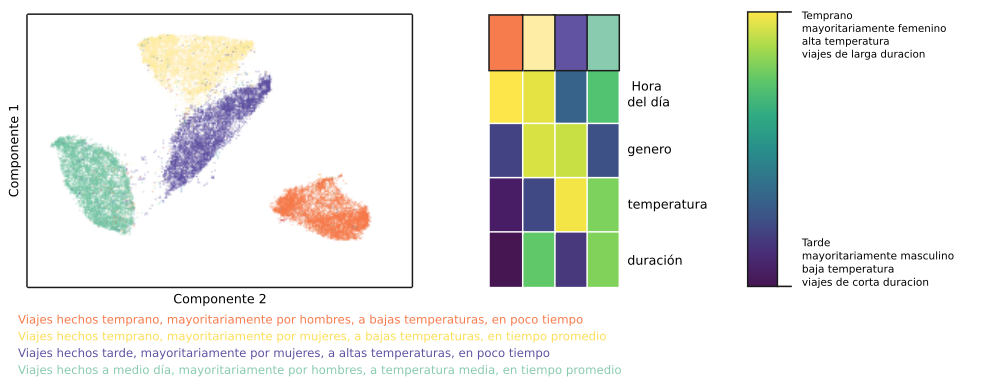 Componente 1
Componente 2
Hora
del día
genero
temperatura
duración
Temprano
mayoritariamente femenino
alta temperatura
viajes de larga duracion
Tarde
mayoritariamente masculino
baja temperatura
viajes de corta duracion
Viajes hechos temprano, mayoritariamente por hombres, a bajas temperaturas, en poco tiempo
Viajes hechos temprano, mayoritariamente por mujeres, a bajas temperaturas, en tiempo promedio
Viajes hechos tarde, mayoritariamente por mujeres, a altas temperaturas, en poco tiempo
Viajes hechos a medio día, mayoritariamente por hombres, a temperatura media, en tiempo promedio